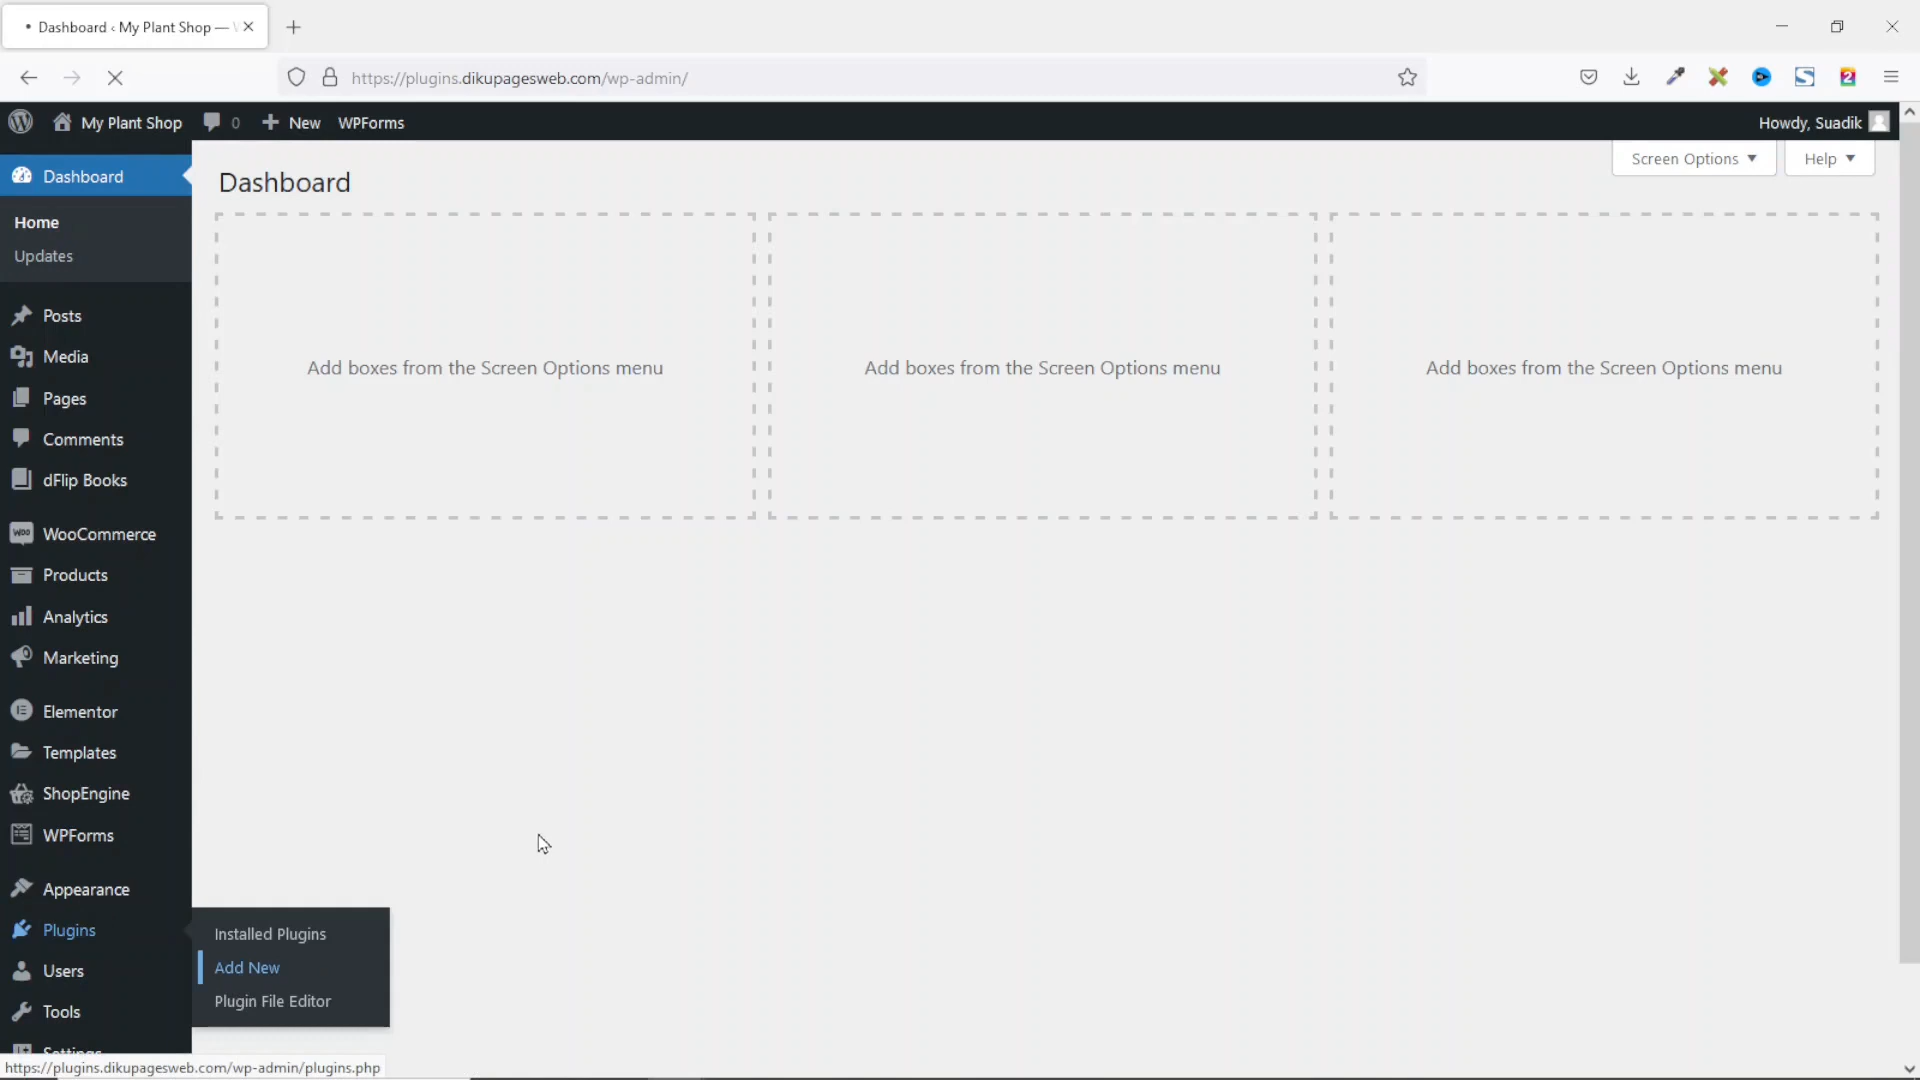 Dashboard ‹ My Plant Shop —
https://plugins.dikupagesweb.com/wp-admin/
My Plant Shop
0
New
WPForms
Howdy, Suadik
Dashboard
Home
Updates
Posts
Media
Pages
Comments
dFlip Books
WooCommerce
Products
Analytics
Marketing
Elementor
Templates
ShopEngine
WPForms
Appearance
Plugins
Users
Tools
Settings
Installed Plugins
Add New
Plugin File Editor
Dashboard
Screen Options
Help
Add boxes from the Screen Options menu
Add boxes from the Screen Options menu
Add boxes from the Screen Options menu
https://plugins.dikupagesweb.com/wp-admin/plugins.php